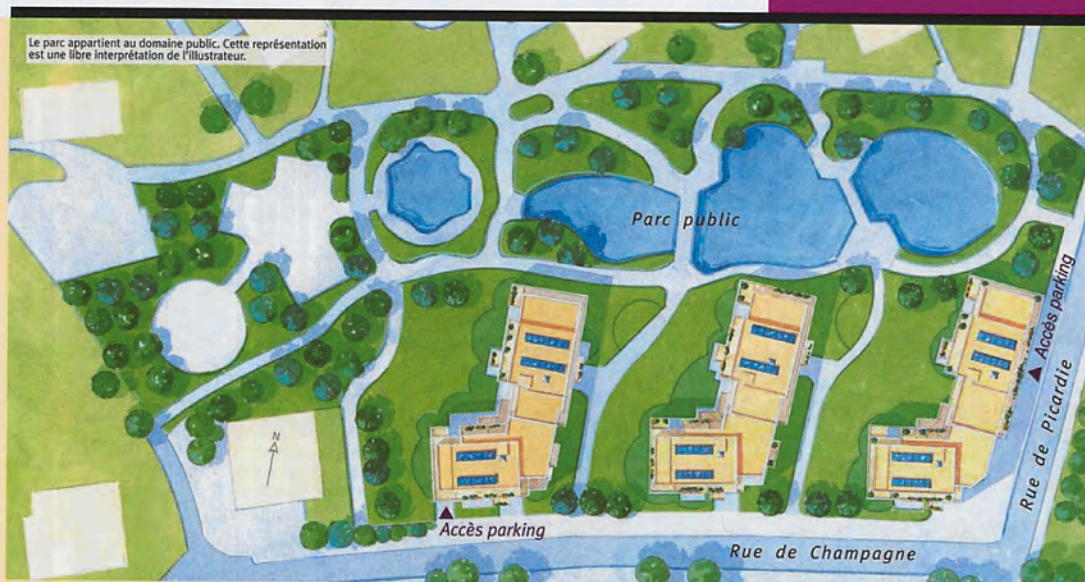 Le parc appartient au domaine public. Cette représentation
est une libre interprétation de l'illustrateur.
Parc public
Accès parking
Rue de Picardie
N
Accès parking
Rue de Champagne